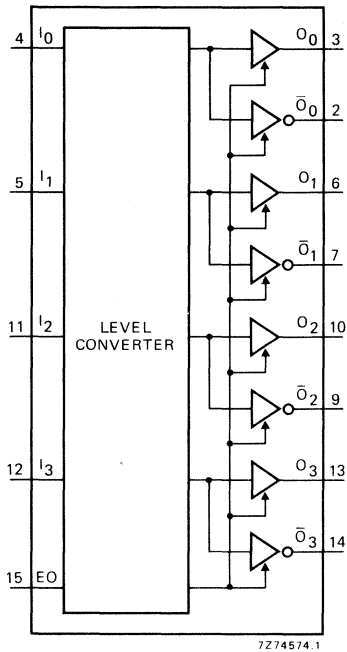 4 I0 O0 3
Ō0 2
5 I1 O1 6
Ō1 7
11 I2 O2 10
LEVEL
CONVERTER
Ō2 9
12 I3 O3 13
Ō3 14
15 EO
7Z74574.1